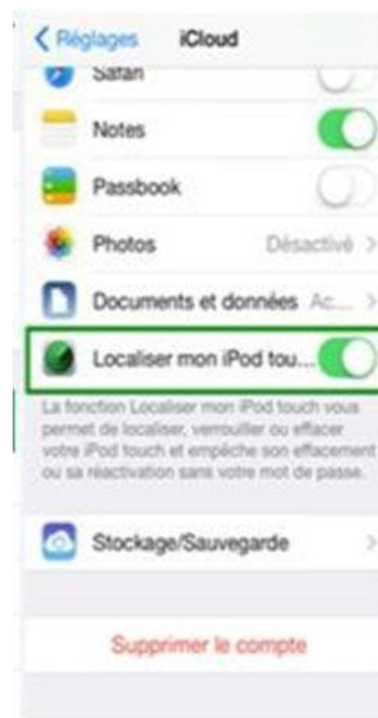 Réglages
iCloud
Safari
Notes
Passbook
Photos Désactivé
Documents et données Ac...
Localiser mon iPod tou...
La fonction Localiser mon iPod touch vous
permet de localiser, verrouiller ou effacer
votre iPod touch et empêche son effacement
ou sa réactivation sans votre mot de passe.
Stockage/Sauvegarde
Supprimer le compte